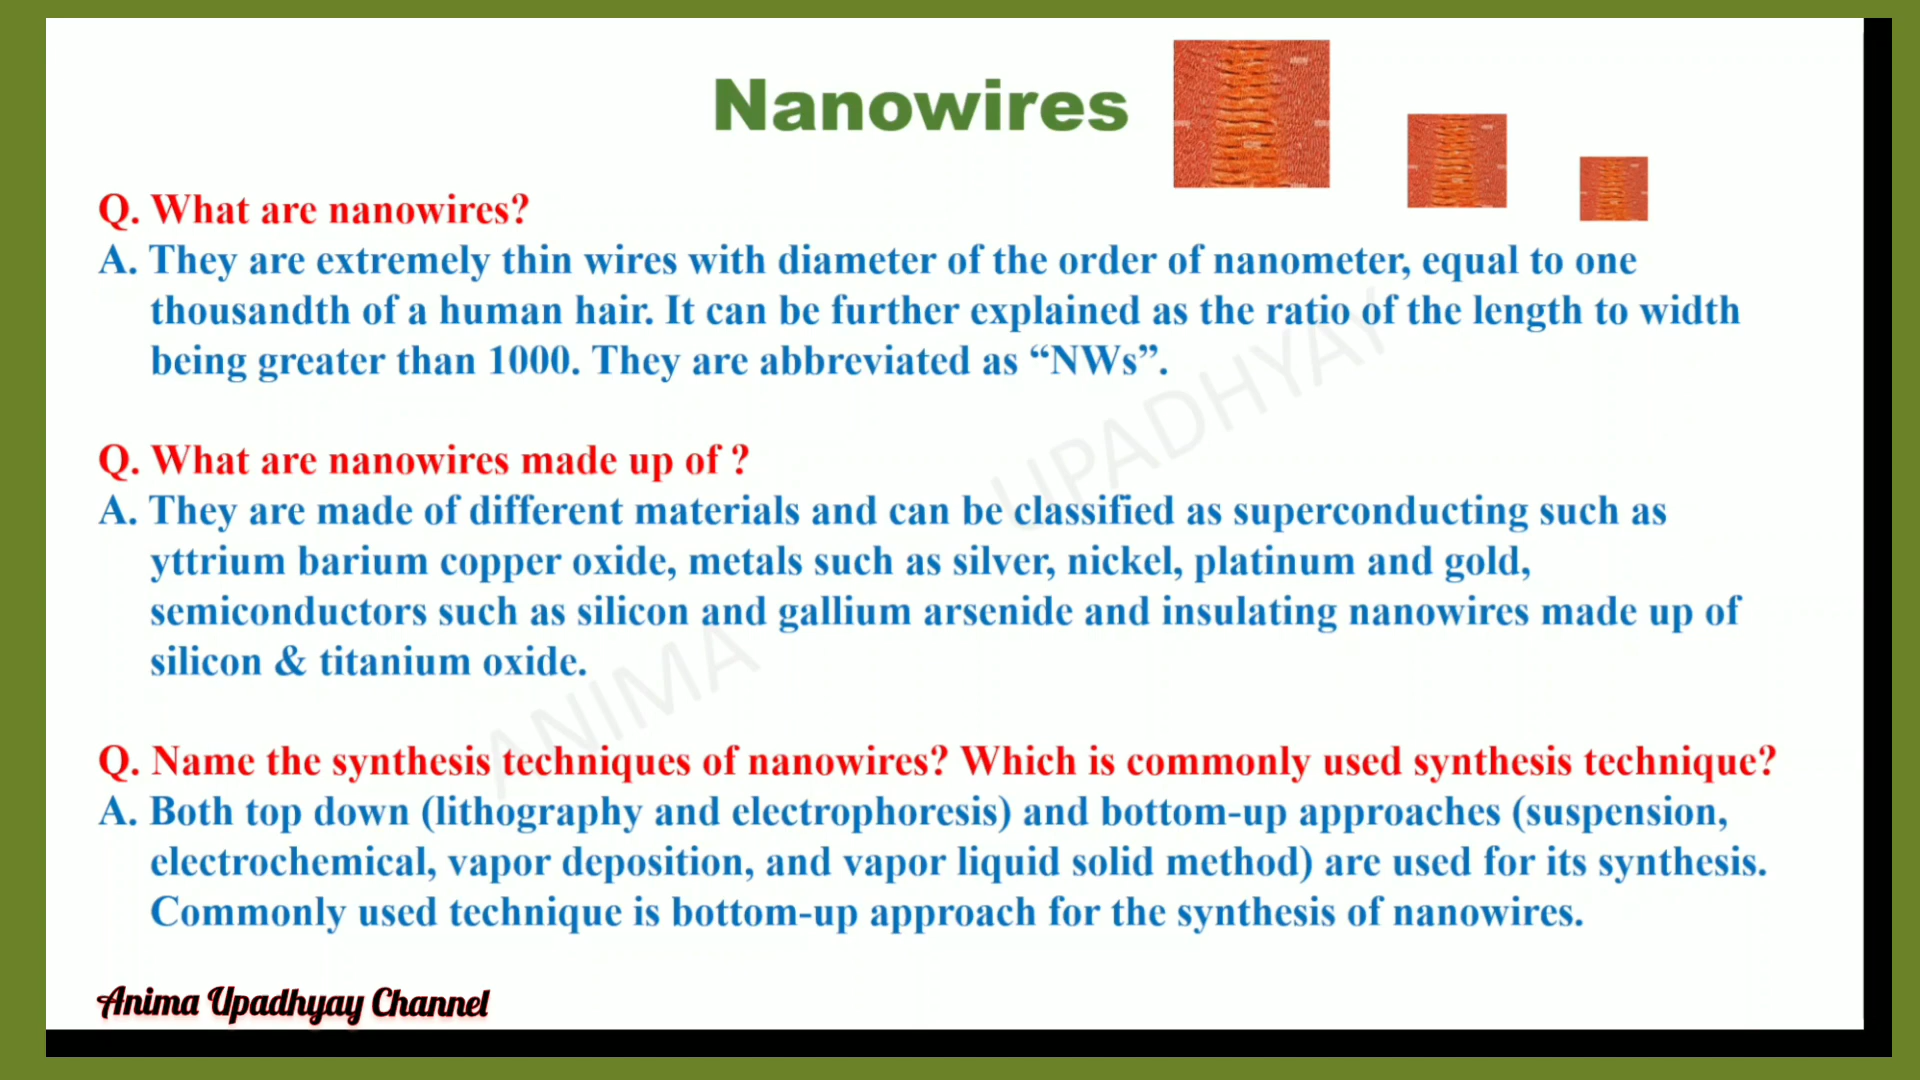 Nanowires
Q. What are nanowires?
A. They are extremely thin wires with diameter of the order of nanometer, equal to one
thousandth of a human hair. It can be further explained as the ratio of the length to width
being greater than 1000. They are abbreviated as “NWs”.
Q. What are nanowires made up of ?
A. They are made of different materials and can be classified as superconducting such as
yttrium barium copper oxide, metals such as silver, nickel, platinum and gold,
semiconductors such as silicon and gallium arsenide and insulating nanowires made up of
silicon & titanium oxide.
Q. Name the synthesis techniques of nanowires? Which is commonly used synthesis technique?
A. Both top down (lithography and electrophoresis) and bottom-up approaches (suspension,
electrochemical, vapor deposition, and vapor liquid solid method) are used for its synthesis.
Commonly used technique is bottom-up approach for the synthesis of nanowires.
ANIMA UPADHYAY
Anima Upadhyay Channel